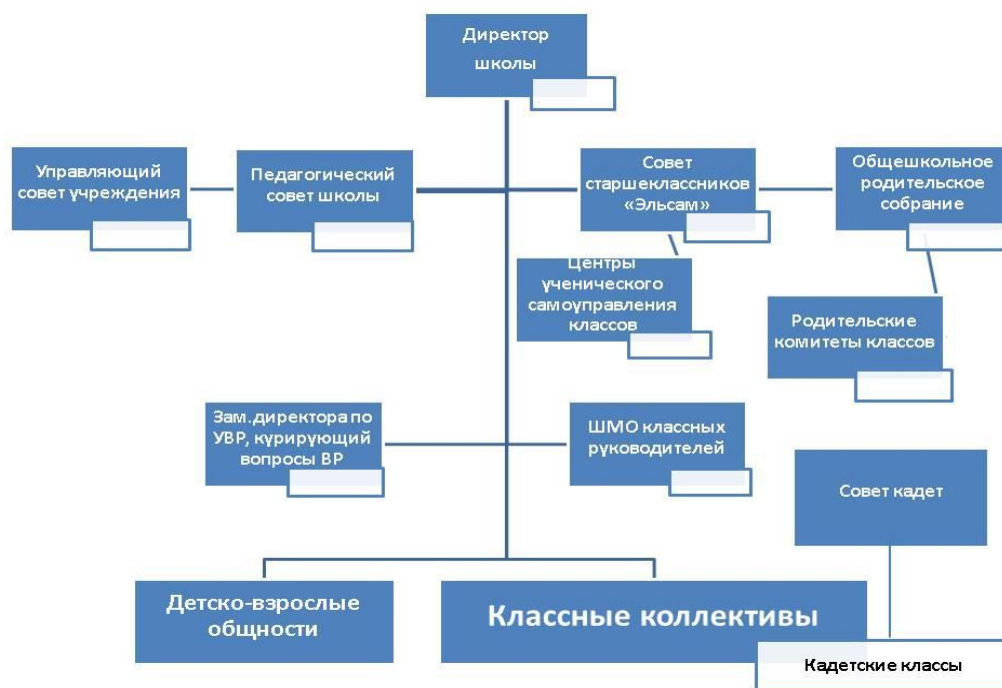 Директор
школы
Управляющий
совет учреждения
Педагогический
совет школы
Совет
старшеклассников
«Эльсам»
Общешкольное
родительское
собрание
Центры
ученического
самоуправления
классов
Родительские
комитеты классов
Зам.директора по
УВР, курирующий
вопросы ВР
ШМО классных
руководителей
Совет кадет
Детско-взрослые
общности
Классные коллективы
Кадетские классы